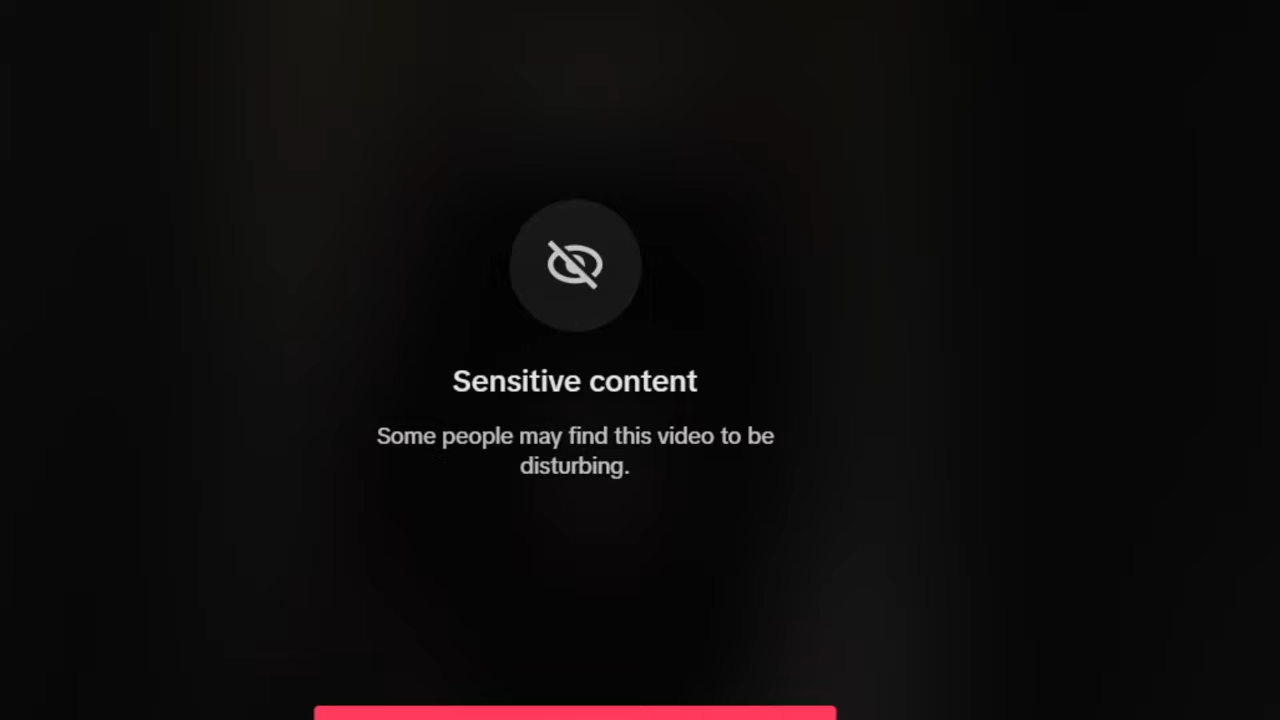 Sensitive content
Some people may find this video to be
disturbing.